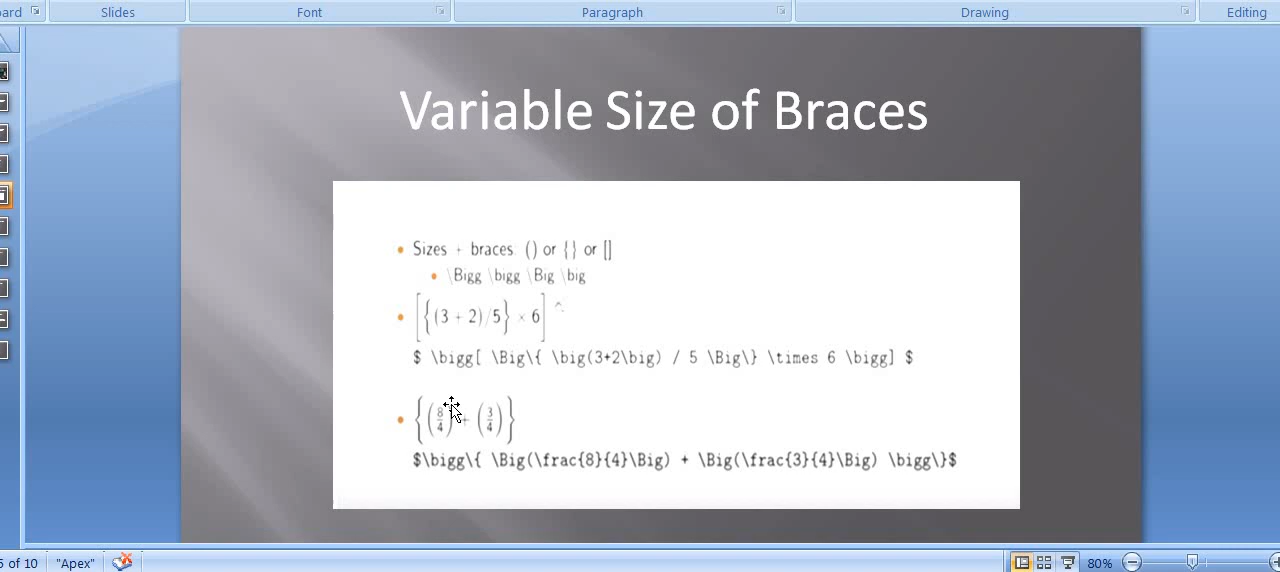 ard Slides Font Paragraph Drawing Editing
Variable Size of Braces
• Sizes + braces () or {} or []
• \Bigg \bigg \Big \big
• [{(3 + 2)/5} × 6]
$ \bigg[ \Big\{ \big(3+2\big) / 5 \Big\} \times 6 \bigg] $
• {(8/4) + (3/4)}
$\bigg\{ \Big(\frac{8}{4}\Big) + \Big(\frac{3}{4}\Big) \bigg\}$
of 10 "Apex" 80%